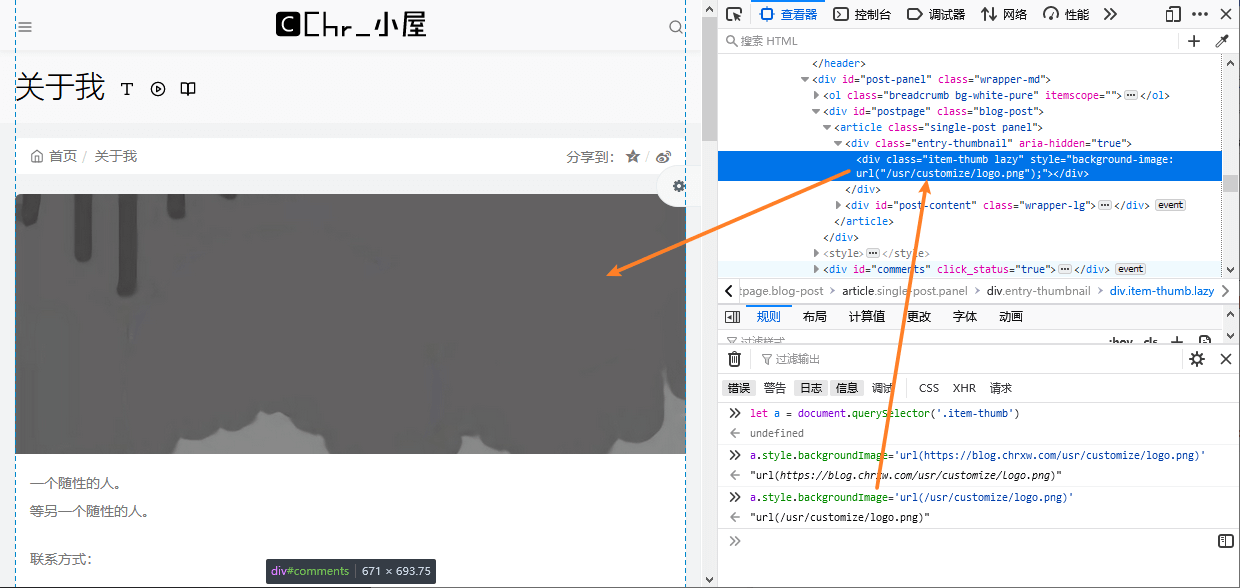 CChr_小屋
关于我
首页 / 关于我
分享到：
一个随性的人。
等另一个随性的人。
联系方式：
div#comments 671 × 693.75
查看器 控制台 调试器 网络 性能
搜索 HTML
</header>
<div id="post-panel" class="wrapper-md">
<ol class="breadcrumb bg-white-pure" itemscope="">⋯</ol>
<div id="postpage" class="blog-post">
<article class="single-post panel">
<div class="entry-thumbnail" aria-hidden="true">
<div class="item-thumb lazy" style="background-image:
url("/usr/customize/logo.png");"></div>
</div>
<div id="post-content" class="wrapper-lg">⋯</div> event
</article>
</div>
<style>⋯</style>
<div id="comments" click_status="true">⋯</div> event
tpage.blog-post > article.single-post.panel > div.entry-thumbnail > div.item-thumb.lazy
规则 布局 计算值 更改 字体 动画
过滤样式 :hov .cls
过滤输出
错误 警告 日志 信息 调试 CSS XHR 请求
let a = document.querySelector('.item-thumb')
undefined
a.style.backgroundImage='url(https://blog.chrxw.com/usr/customize/logo.png)'
"url(https://blog.chrxw.com/usr/customize/logo.png)"
a.style.backgroundImage='url(/usr/customize/logo.png)'
"url(/usr/customize/logo.png)"